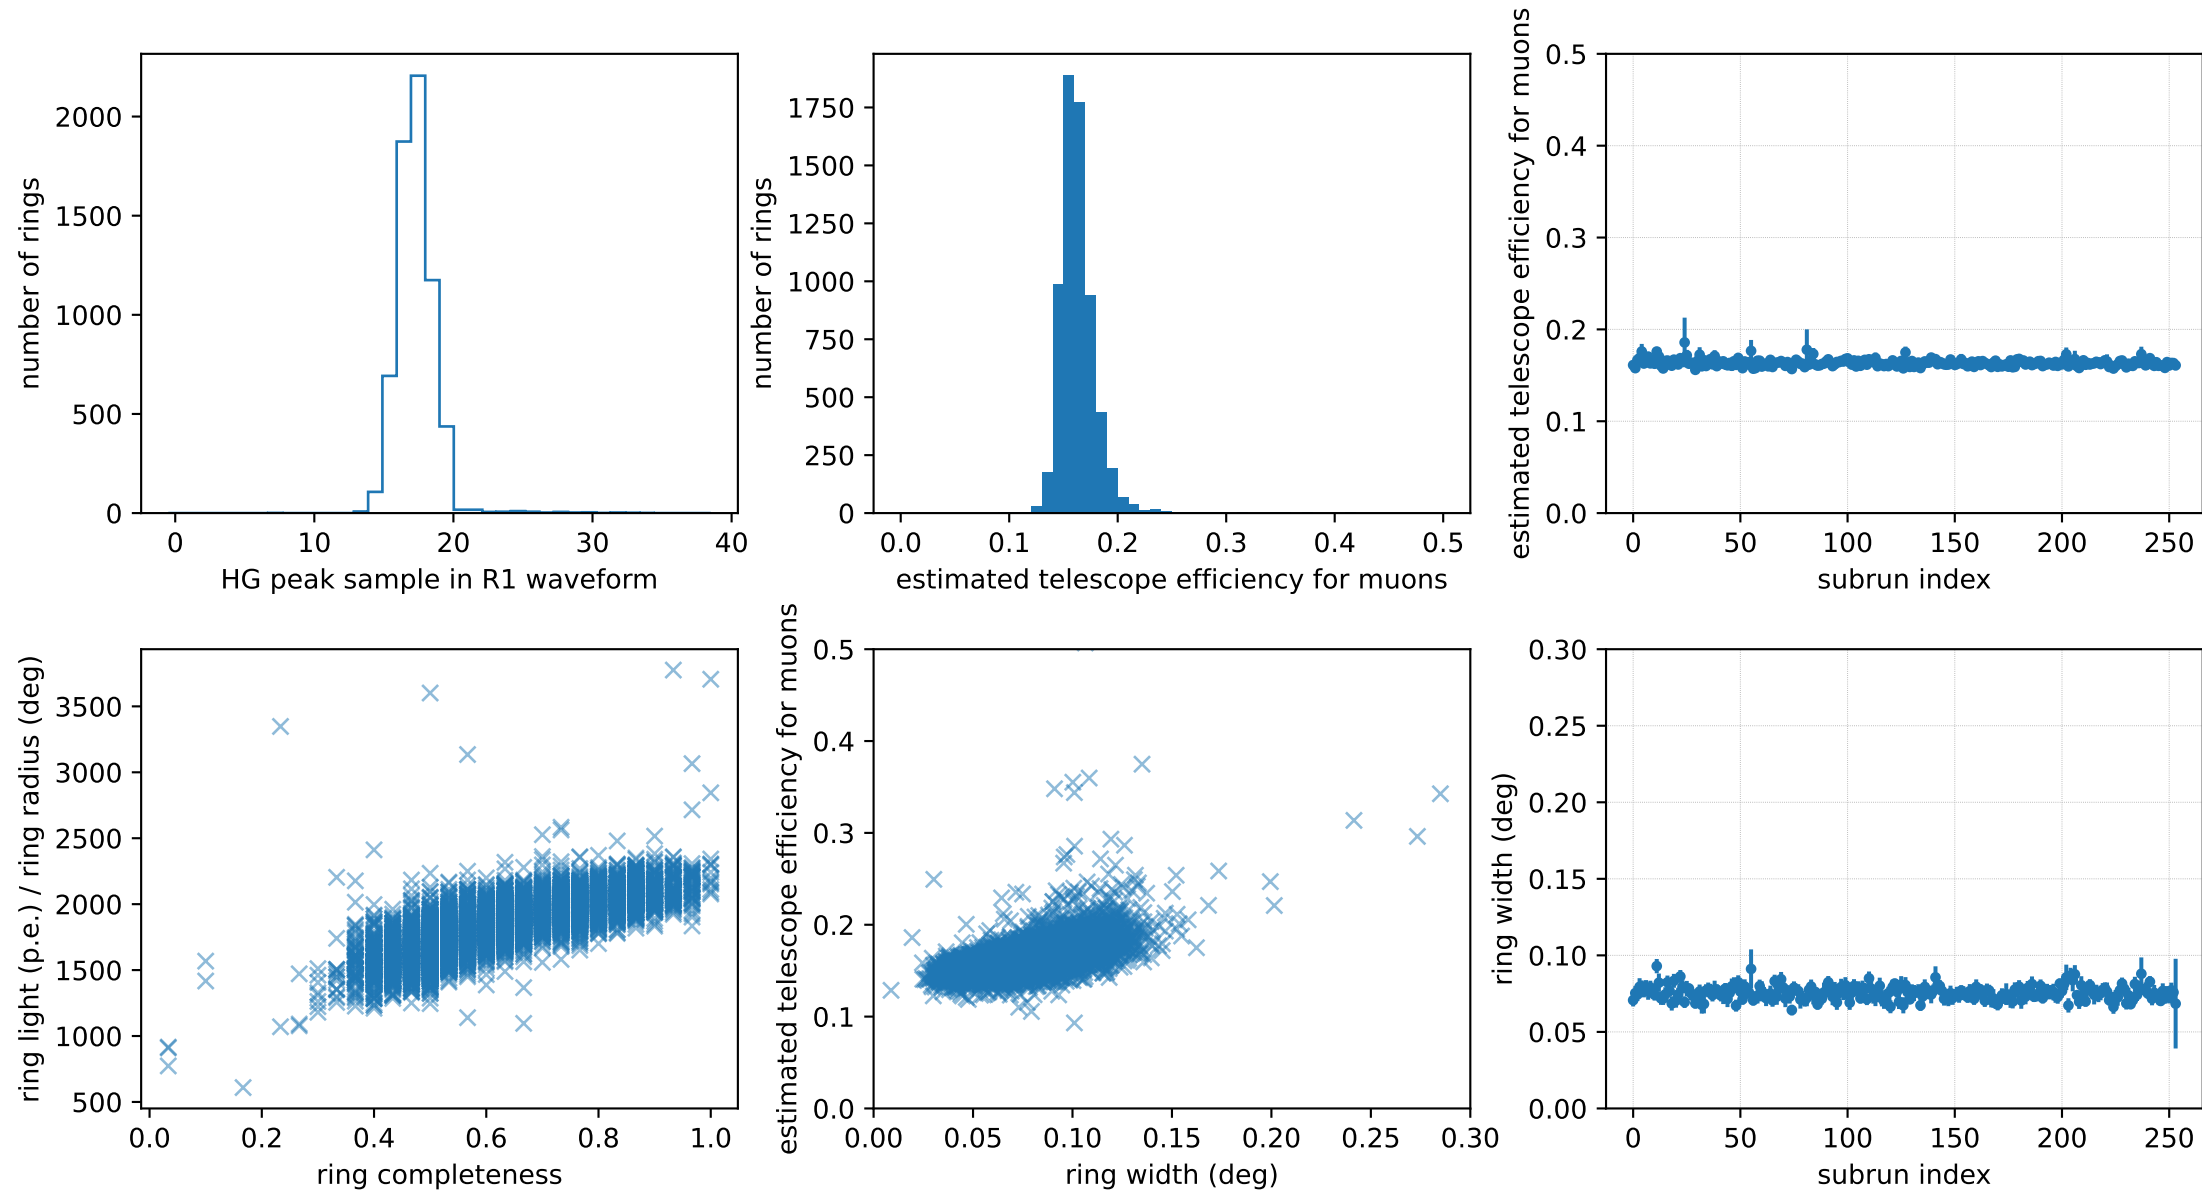 number of rings
2000
1500
1000
500
0
0 10 20 30 40
HG peak sample in R1 waveform
number of rings
1750
1500
1250
1000
750
500
250
0
0.0 0.1 0.2 0.3 0.4 0.5
estimated telescope efficiency for muons
estimated telescope efficiency for muons
0.5
0.4
0.3
0.2
0.1
0.0
0 50 100 150 200 250
subrun index
ring light (p.e.) / ring radius (deg)
3500
3000
2500
2000
1500
1000
500
0.0 0.2 0.4 0.6 0.8 1.0
ring completeness
estimated telescope efficiency for muons
0.5
0.4
0.3
0.2
0.1
0.0
0.00 0.05 0.10 0.15 0.20 0.25 0.30
ring width (deg)
ring width (deg)
0.30
0.25
0.20
0.15
0.10
0.05
0.00
0 50 100 150 200 250
subrun index